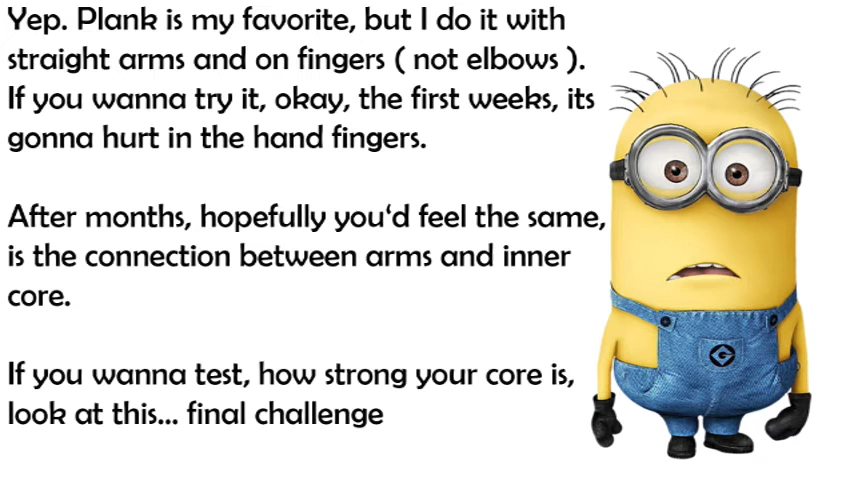 Yep. Plank is my favorite, but I do it with
straight arms and on fingers ( not elbows ).
If you wanna try it, okay, the first weeks, its
gonna hurt in the hand fingers.
After months, hopefully you‘d feel the same,
is the connection between arms and inner
core.
If you wanna test, how strong your core is,
look at this... final challenge